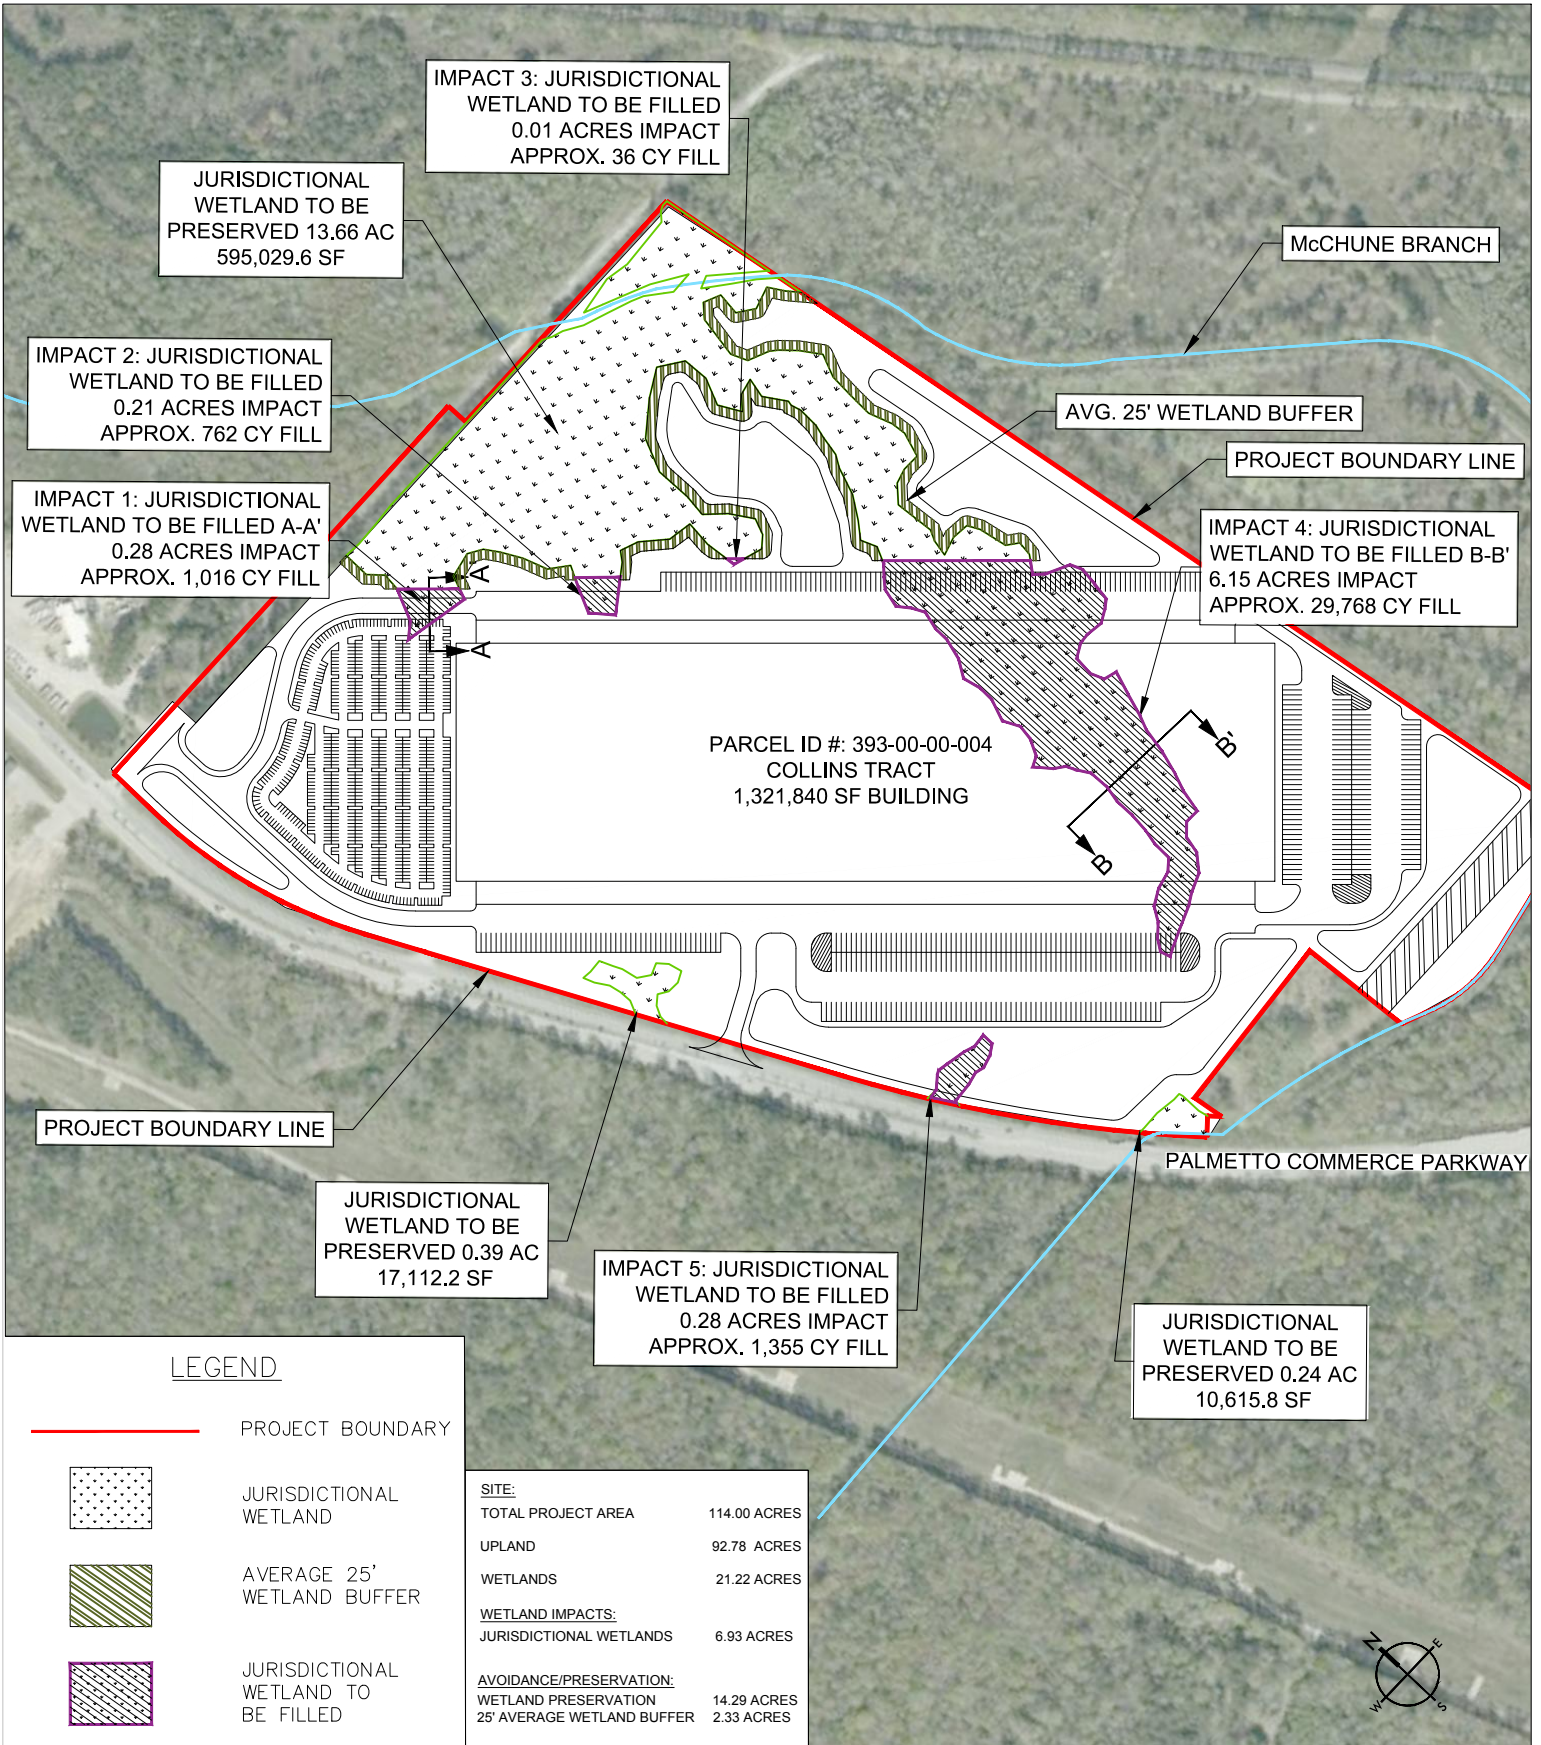 IMPACT 3: JURISDICTIONAL
WETLAND TO BE FILLED
0.01 ACRES IMPACT
APPROX. 36 CY FILL
JURISDICTIONAL
WETLAND TO BE
PRESERVED 13.66 AC
595,029.6 SF
McCHUNE BRANCH
IMPACT 2: JURISDICTIONAL
WETLAND TO BE FILLED
0.21 ACRES IMPACT
APPROX. 762 CY FILL
AVG. 25' WETLAND BUFFER
PROJECT BOUNDARY LINE
IMPACT 1: JURISDICTIONAL
WETLAND TO BE FILLED A-A'
0.28 ACRES IMPACT
APPROX. 1,016 CY FILL
IMPACT 4: JURISDICTIONAL
WETLAND TO BE FILLED B-B'
6.15 ACRES IMPACT
APPROX. 29,768 CY FILL
A'
A
PARCEL ID #: 393-00-00-004
COLLINS TRACT
1,321,840 SF BUILDING
B'
B
PROJECT BOUNDARY LINE
PALMETTO COMMERCE PARKWAY
JURISDICTIONAL
WETLAND TO BE
PRESERVED 0.39 AC
17,112.2 SF
IMPACT 5: JURISDICTIONAL
WETLAND TO BE FILLED
0.28 ACRES IMPACT
APPROX. 1,355 CY FILL
JURISDICTIONAL
WETLAND TO BE
PRESERVED 0.24 AC
10,615.8 SF
LEGEND
PROJECT BOUNDARY
JURISDICTIONAL
WETLAND
AVERAGE 25'
WETLAND BUFFER
JURISDICTIONAL
WETLAND TO
BE FILLED
SITE:
TOTAL PROJECT AREA 114.00 ACRES
UPLAND 92.78 ACRES
WETLANDS 21.22 ACRES
WETLAND IMPACTS:
JURISDICTIONAL WETLANDS 6.93 ACRES
AVOIDANCE/PRESERVATION:
WETLAND PRESERVATION 14.29 ACRES
25' AVERAGE WETLAND BUFFER 2.33 ACRES
N
E
W
S